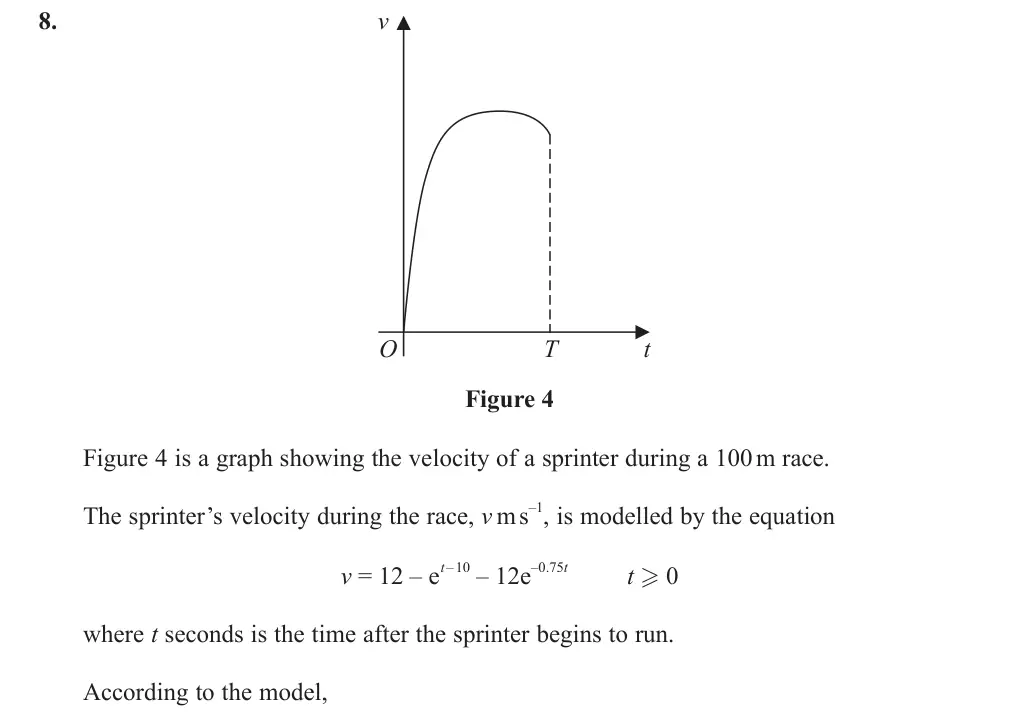 8.
v
O
T
t
Figure 4
Figure 4 is a graph showing the velocity of a sprinter during a 100 m race.
The sprinter’s velocity during the race, v m s⁻¹, is modelled by the equation
v = 12 – e^{t–10} – 12e^{–0.75t} t ⩾ 0
where t seconds is the time after the sprinter begins to run.
According to the model,